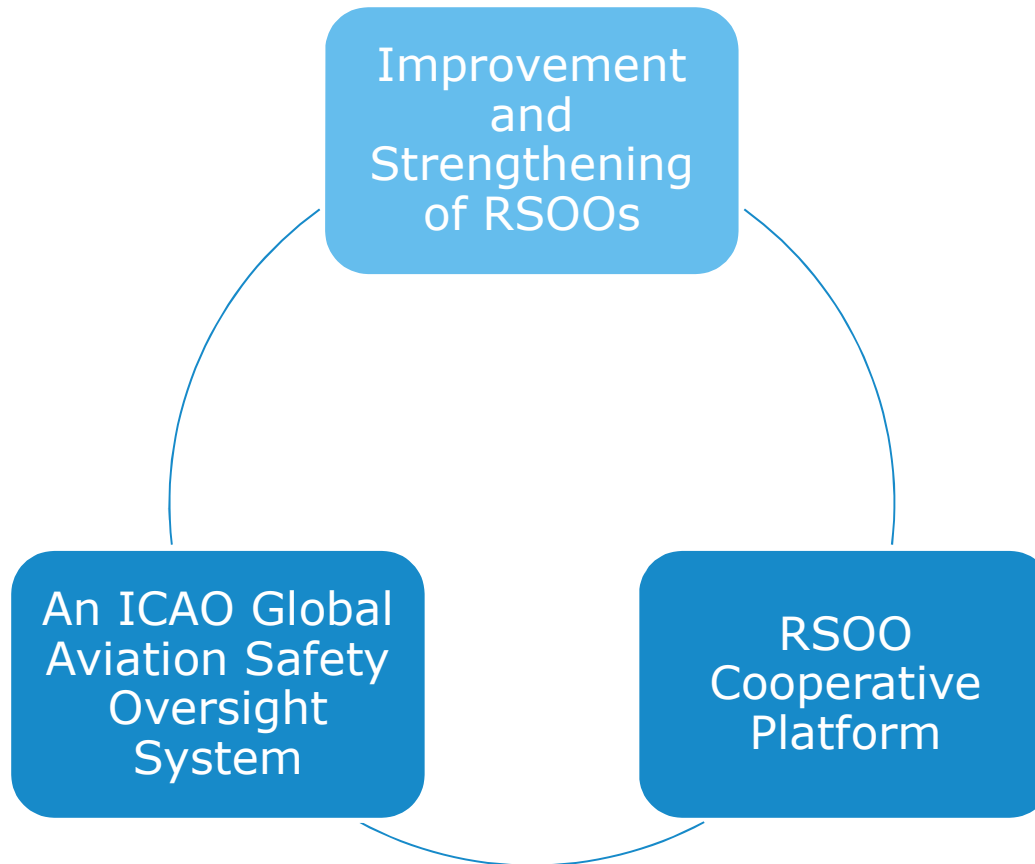 Improvement
and
Strengthening
of RSOOs
An ICAO Global
Aviation Safety
Oversight
System
RSOO
Cooperative
Platform